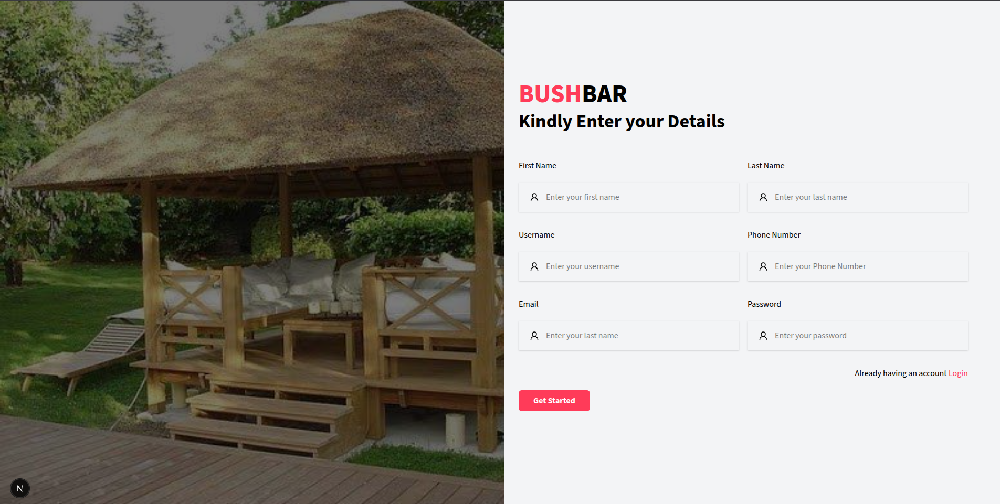 BUSHBAR
Kindly Enter your Details
First Name
Last Name
Enter your first name
Enter your last name
Username
Phone Number
Enter your username
Enter your Phone Number
Email
Password
Enter your last name
Enter your password
Already having an account Login
Get Started
N